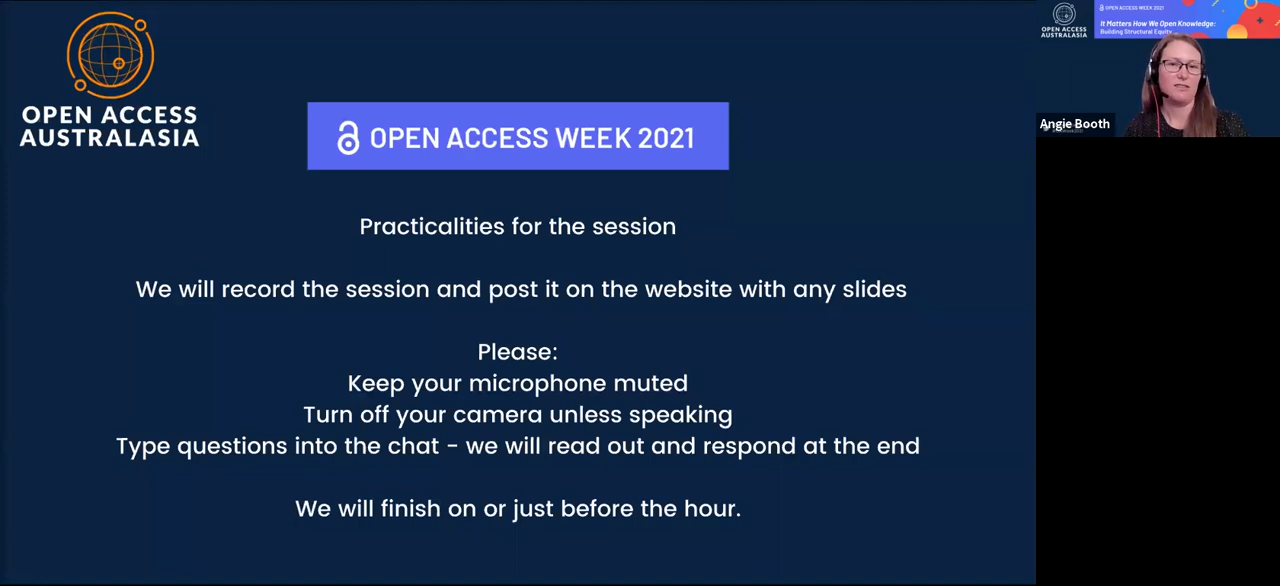 OPEN ACCESS
AUSTRALASIA
OPEN ACCESS WEEK 2021
Practicalities for the session
We will record the session and post it on the website with any slides
Please:
Keep your microphone muted
Turn off your camera unless speaking
Type questions into the chat - we will read out and respond at the end
We will finish on or just before the hour.
OPEN ACCESS
AUSTRALASIA
OPEN ACCESS WEEK 2021
It Matters How We Open Knowledge:
Building Structural Equity
Angie Booth